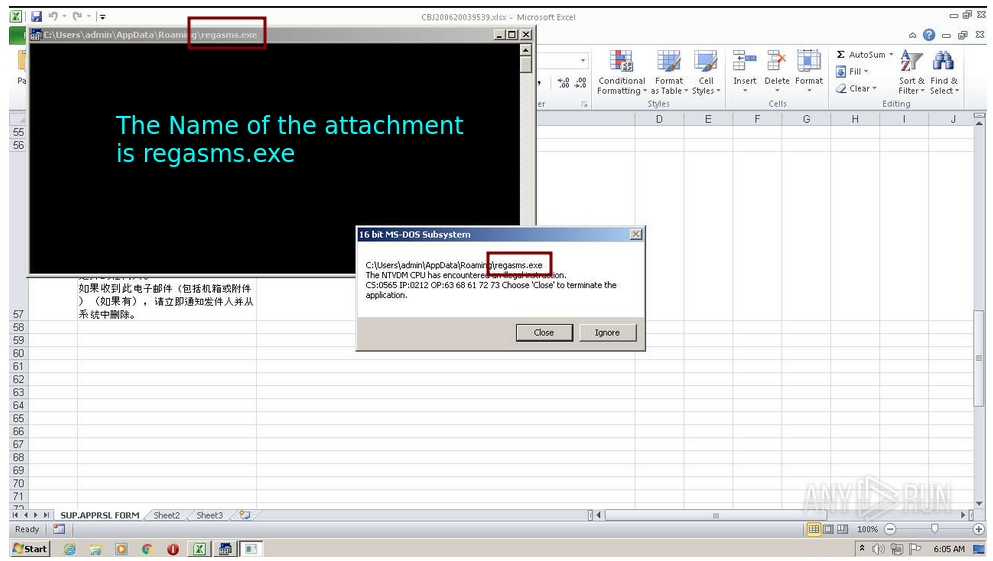 CBJ200620039539.xlsx - Microsoft Excel
C:\Users\admin\AppData\Roaming\regasms.exe
Σ AutoSum
Fill
Clear
Conditional Formatting
Format as Table
Cell Styles
Insert
Delete
Format
Sort & Filter
Find & Select
Styles
Cells
Editing
D E F G H I J
The Name of the attachment
is regasms.exe
16 bit MS-DOS Subsystem
C:\Users\admin\AppData\Roaming\regasms.exe
The NTVDM CPU has encountered an illegal instruction.
CS:0565 IP:0212 OP:63 68 61 72 73 Choose 'Close' to terminate the
application.
Close
Ignore
如果收到此电子邮件（包括机箱或附件
）（如果有），请立即通知发件人并从
系统中删除。
55
56
57
58
59
60
61
62
63
64
65
66
67
68
69
70
71
SUP.APPRSL FORM
Sheet2
Sheet3
ANY RUN
Ready
100%
Start
6:05 AM